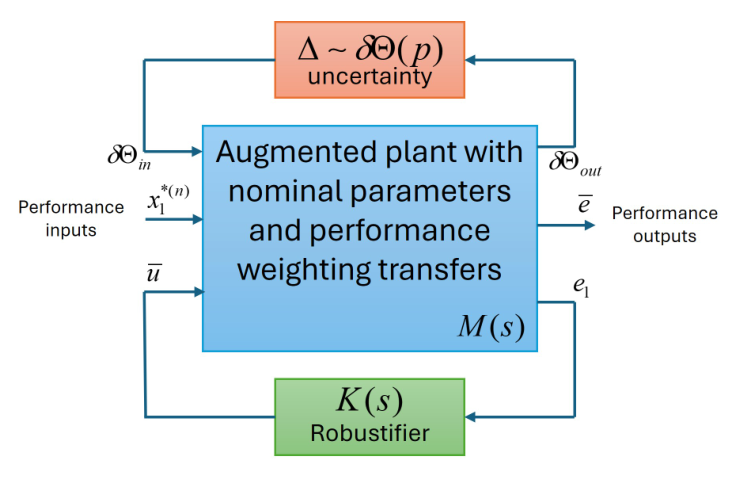 Δ ~ δΘ(p)
uncertainty
δΘ_in
δΘ_out
Augmented plant with
nominal parameters
and performance
weighting transfers
M(s)
Performance
inputs
x_1^{*(n)}
e̅
Performance
outputs
u̅
e_1
K(s)
Robustifier